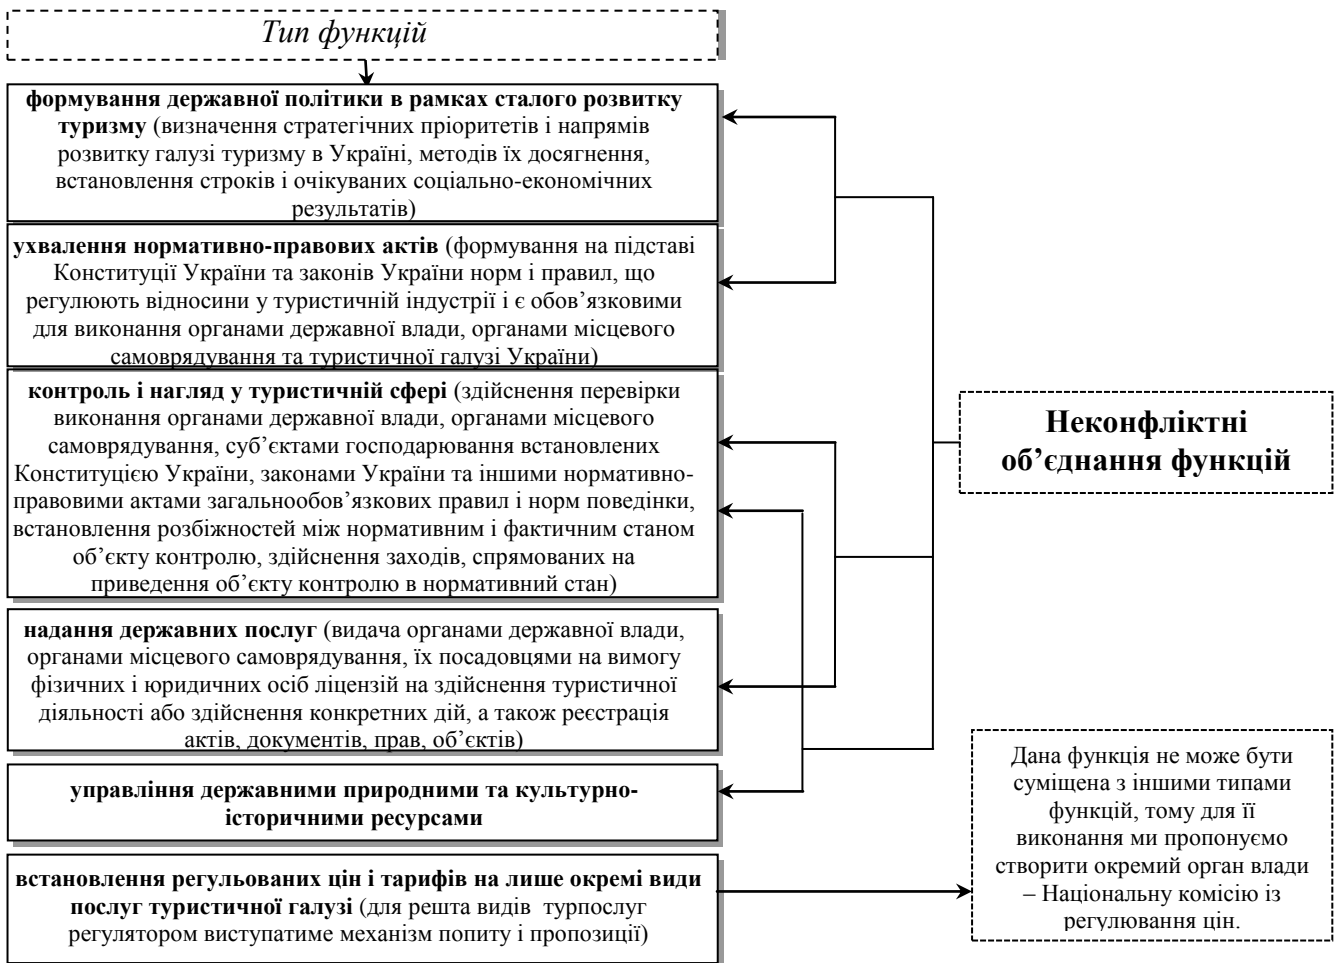 Тип функцій
формування державної політики в рамках сталого розвитку
туризму (визначення стратегічних пріоритетів і напрямів
розвитку галузі туризму в Україні, методів їх досягнення,
встановлення строків і очікуваних соціально-економічних
результатів)
ухвалення нормативно-правових актів (формування на підставі
Конституції України та законів України норм і правил, що
регулюють відносини у туристичній індустрії і є обов’язковими
для виконання органами державної влади, органами місцевого
самоврядування та туристичної галузі України)
контроль і нагляд у туристичній сфері (здійснення перевірки
виконання органами державної влади, органами місцевого
самоврядування, суб’єктами господарювання встановлених
Конституцією України, законами України та іншими нормативно-
правовими актами загальнообов’язкових правил і норм поведінки,
встановлення розбіжностей між нормативним і фактичним станом
об’єкту контролю, здійснення заходів, спрямованих на
приведення об’єкту контролю в нормативний стан)
надання державних послуг (видача органами державної влади,
органами місцевого самоврядування, їх посадовцями на вимогу
фізичних і юридичних осіб ліцензій на здійснення туристичної
діяльності або здійснення конкретних дій, а також реєстрація
актів, документів, прав, об’єктів)
управління державними природними та культурно-
історичними ресурсами
встановлення регульованих цін і тарифів на лише окремі види
послуг туристичної галузі (для решта видів турпослуг
регулятором виступатиме механізм попиту і пропозиції)
Неконфліктні
об’єднання функцій
Дана функція не може бути
суміщена з іншими типами
функцій, тому для її
виконання ми пропонуємо
створити окремий орган влади
– Національну комісію із
регулювання цін.